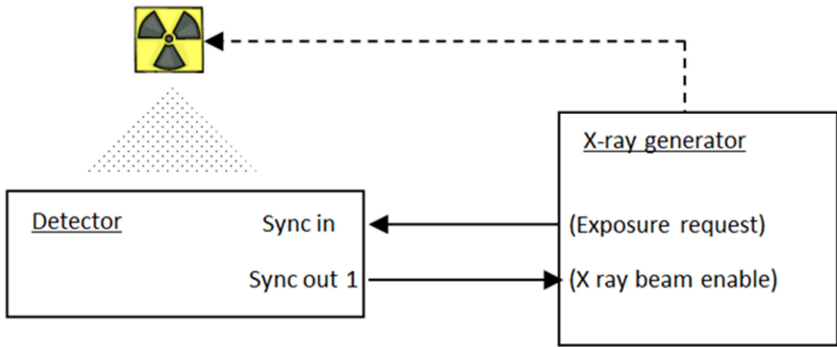 X-ray generator
Detector
Sync in
(Exposure request)
Sync out 1
(X ray beam enable)